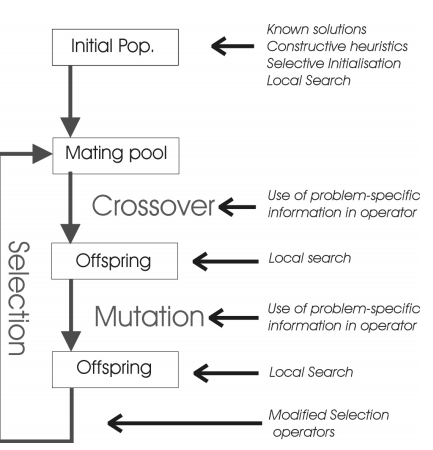 Initial Pop.
Known solutions
Constructive heuristics
Selective Initialisation
Local Search
Mating pool
Crossover
Use of problem-specific
information in operator
Offspring
Local search
Selection
Mutation
Use of problem-specific
information in operator
Offspring
Local Search
Modified Selection
operators